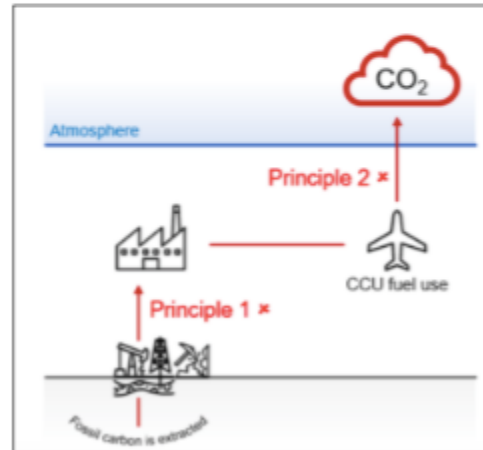 CO₂
Atmosphere
Principle 2 ×
CCU fuel use
Principle 1 ×
Fossil carbon is extracted